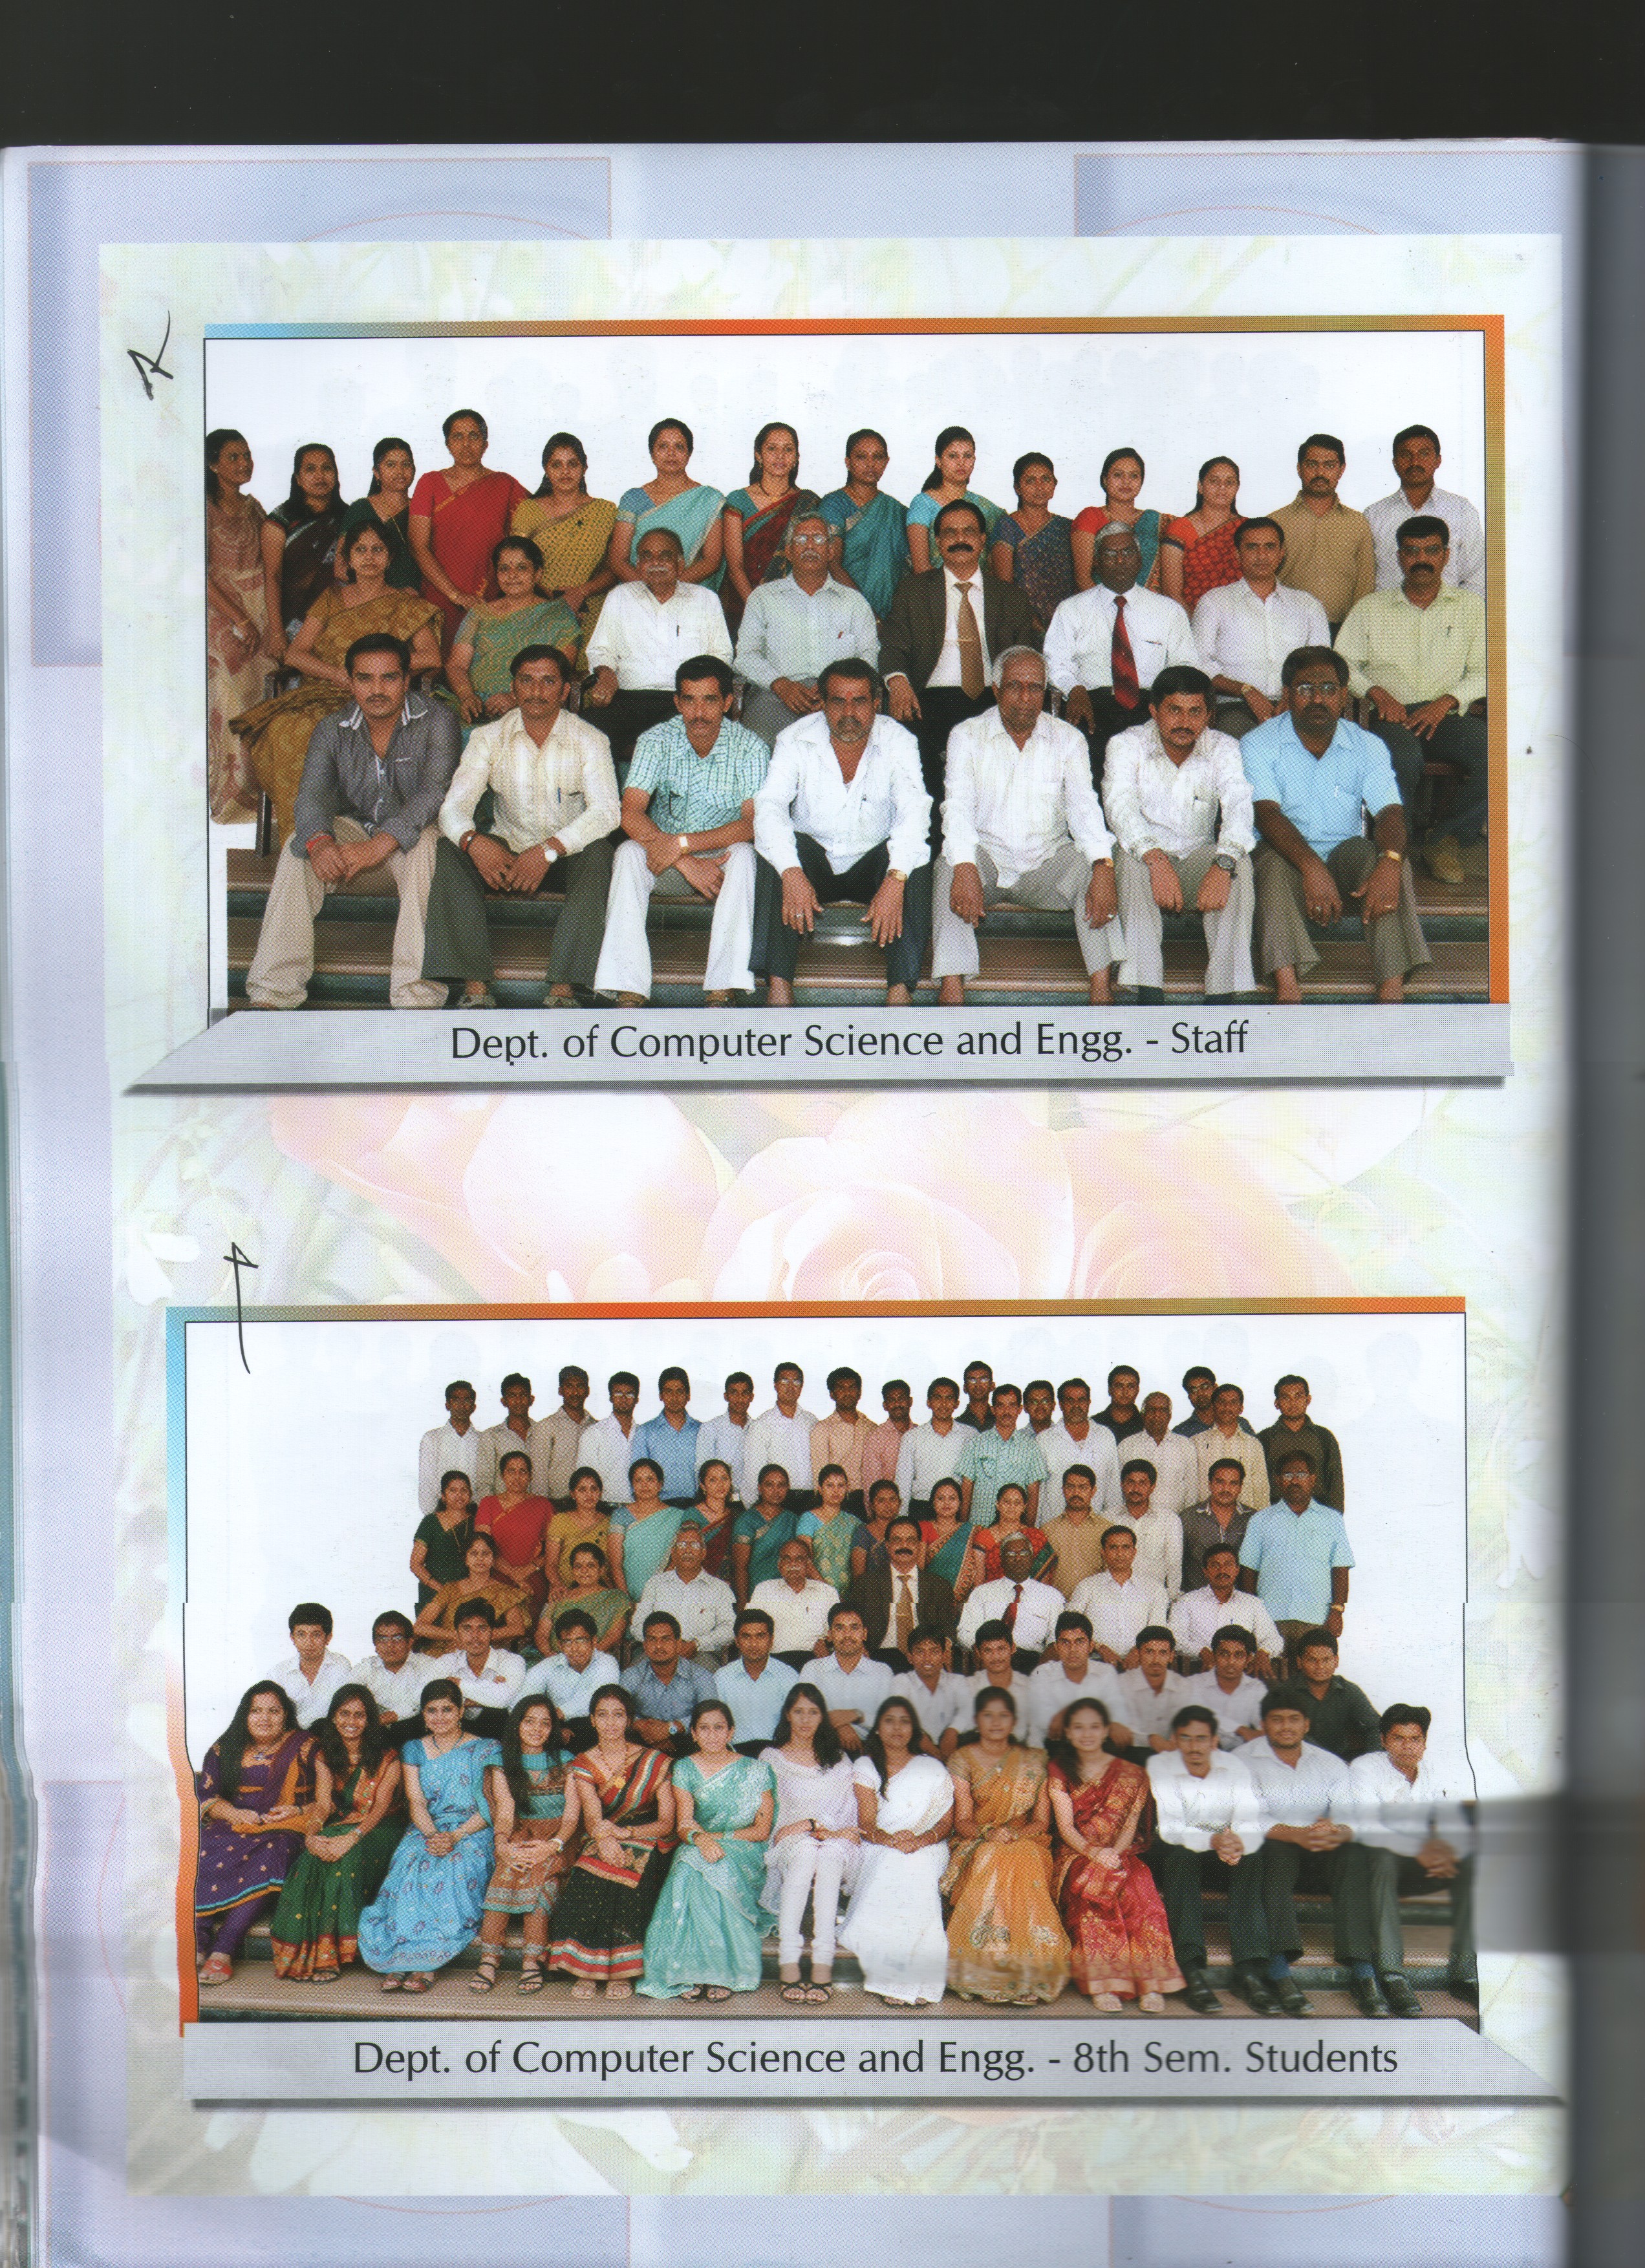 Dept. of Computer Science and Engg. - Staff
Dept. of Computer Science and Engg. - 8th Sem. Students